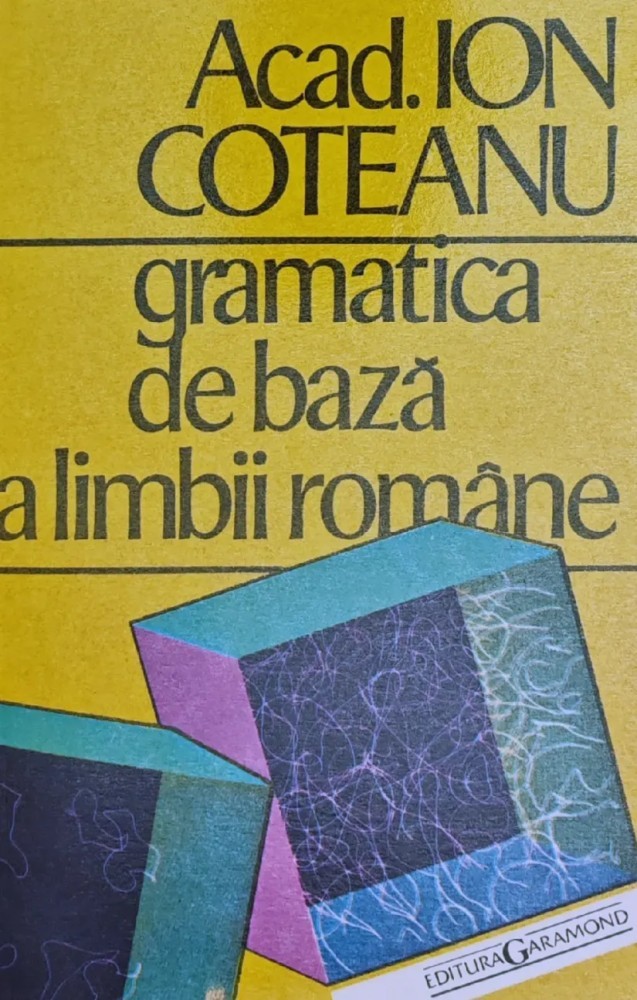 Acad. ION
COTEANU
gramatica
de bază
a limbii române
EDITURA GARAMOND